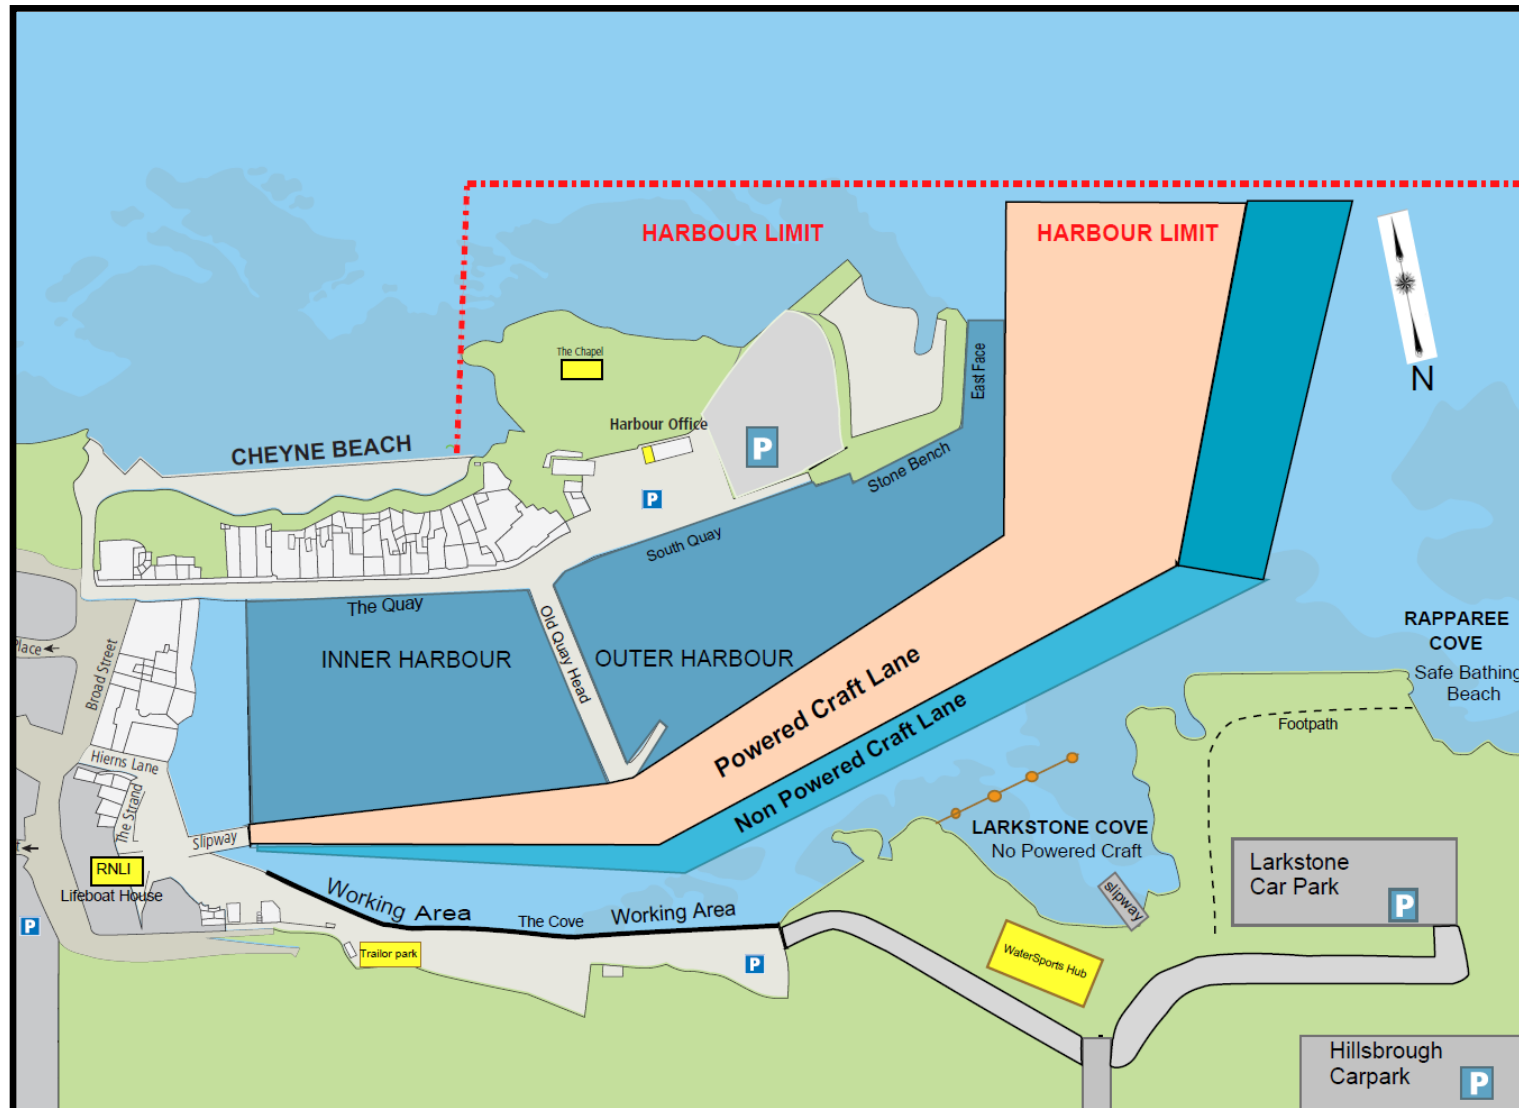 HARBOUR LIMIT
HARBOUR LIMIT
N
The Chapel
East Face
Harbour Office
P
CHEYNE BEACH
Stone Bench
P
South Quay
The Quay
Old Quay Head
INNER HARBOUR
OUTER HARBOUR
Place
Broad Street
RAPPAREE
COVE
Safe Bathing
Beach
Footpath
Powered Craft Lane
Non Powered Craft Lane
Hierns Lane
The Strand
Slipway
LARKSTONE COVE
No Powered Craft
RNLI
Lifeboat House
Larkstone
Car Park
P
slipway
Working Area
The Cove
Working Area
P
Trailor park
P
WaterSports Hub
Hillsbrough
Carpark
P